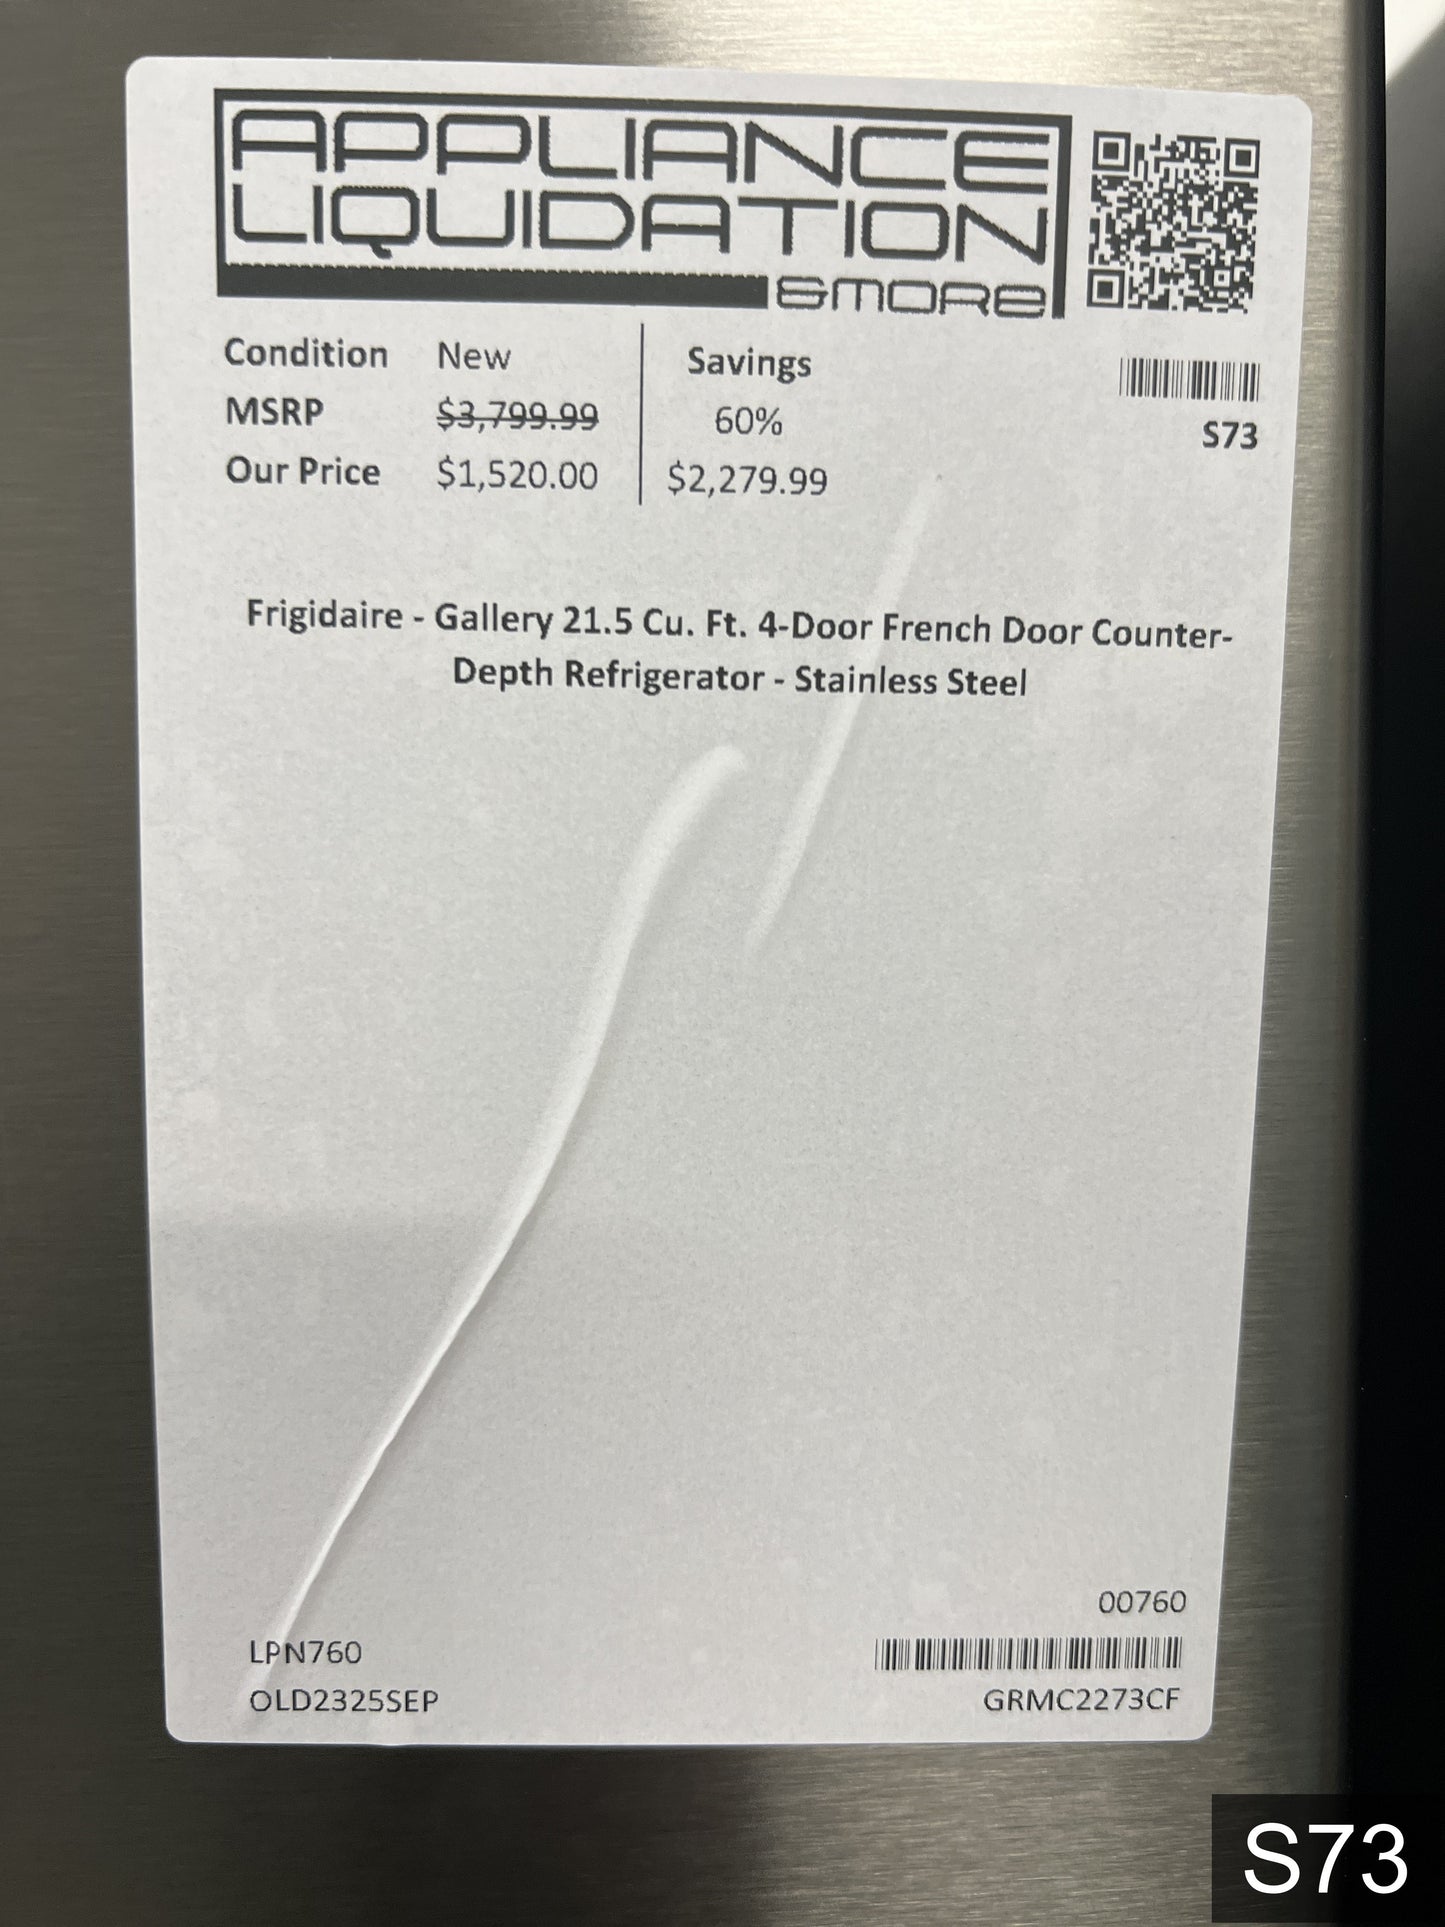 APPLIANCE
LIQUIDATION
&MORE
Condition New
MSRP $3,799.99
Our Price $1,520.00
Savings
60%
$2,279.99
S73
Frigidaire - Gallery 21.5 Cu. Ft. 4-Door French Door Counter-
Depth Refrigerator - Stainless Steel
00760
LPN760
OLD2325SEP
GRMC2273CF
S73